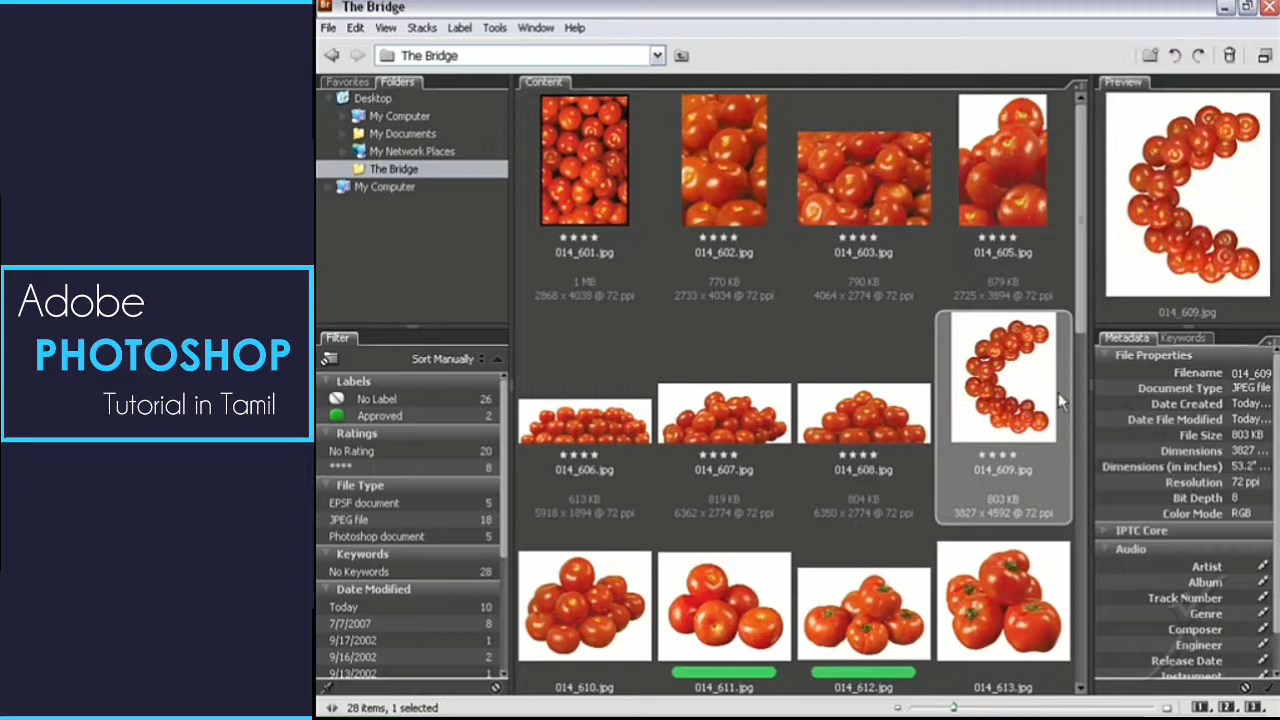 Adobe
PHOTOSHOP
Tutorial in Tamil
Br The Bridge
File Edit View Stacks Label Tools Window Help
The Bridge
Favorites Folders
Desktop
My Computer
My Documents
My Network Places
The Bridge
My Computer
Filter
Sort Manually
Labels
No Label 26
Approved 2
Ratings
No Rating 20
**** 8
File Type
EPSF document 5
JPEG file 18
Photoshop document 5
Keywords
No Keywords 28
Date Modified
Today 10
7/7/2007 8
9/17/2002 1
9/16/2002 2
9/13/2002 1
Content
014_601.jpg 014_602.jpg 014_603.jpg 014_605.jpg
1 MB 770 KB 790 KB 879 KB
2868 x 4038 @ 72 ppi 2733 x 4034 @ 72 ppi 4064 x 2774 @ 72 ppi 2725 x 3894 @ 72 ppi
014_606.jpg 014_607.jpg 014_608.jpg 014_609.jpg
613 KB 819 KB 804 KB 803 KB
5918 x 1894 @ 72 ppi 6362 x 2774 @ 72 ppi 6350 x 2774 @ 72 ppi 3827 x 4592 @ 72 ppi
014_610.jpg 014_611.jpg 014_612.jpg 014_613.jpg
Preview
014_609.jpg
Metadata Keywords
File Properties
Filename 014_609
Document Type JPEG file
Date Created Today...
Date File Modified Today...
File Size 803 KB
Dimensions 3827 ...
Dimensions (in inches) 53.2" ...
Resolution 72 ppi
Bit Depth 8
Color Mode RGB
IPTC Core
Audio
Artist
Album
Track Number
Genre
Composer
Engineer
Release Date
Instrument
28 items, 1 selected
1 2 3